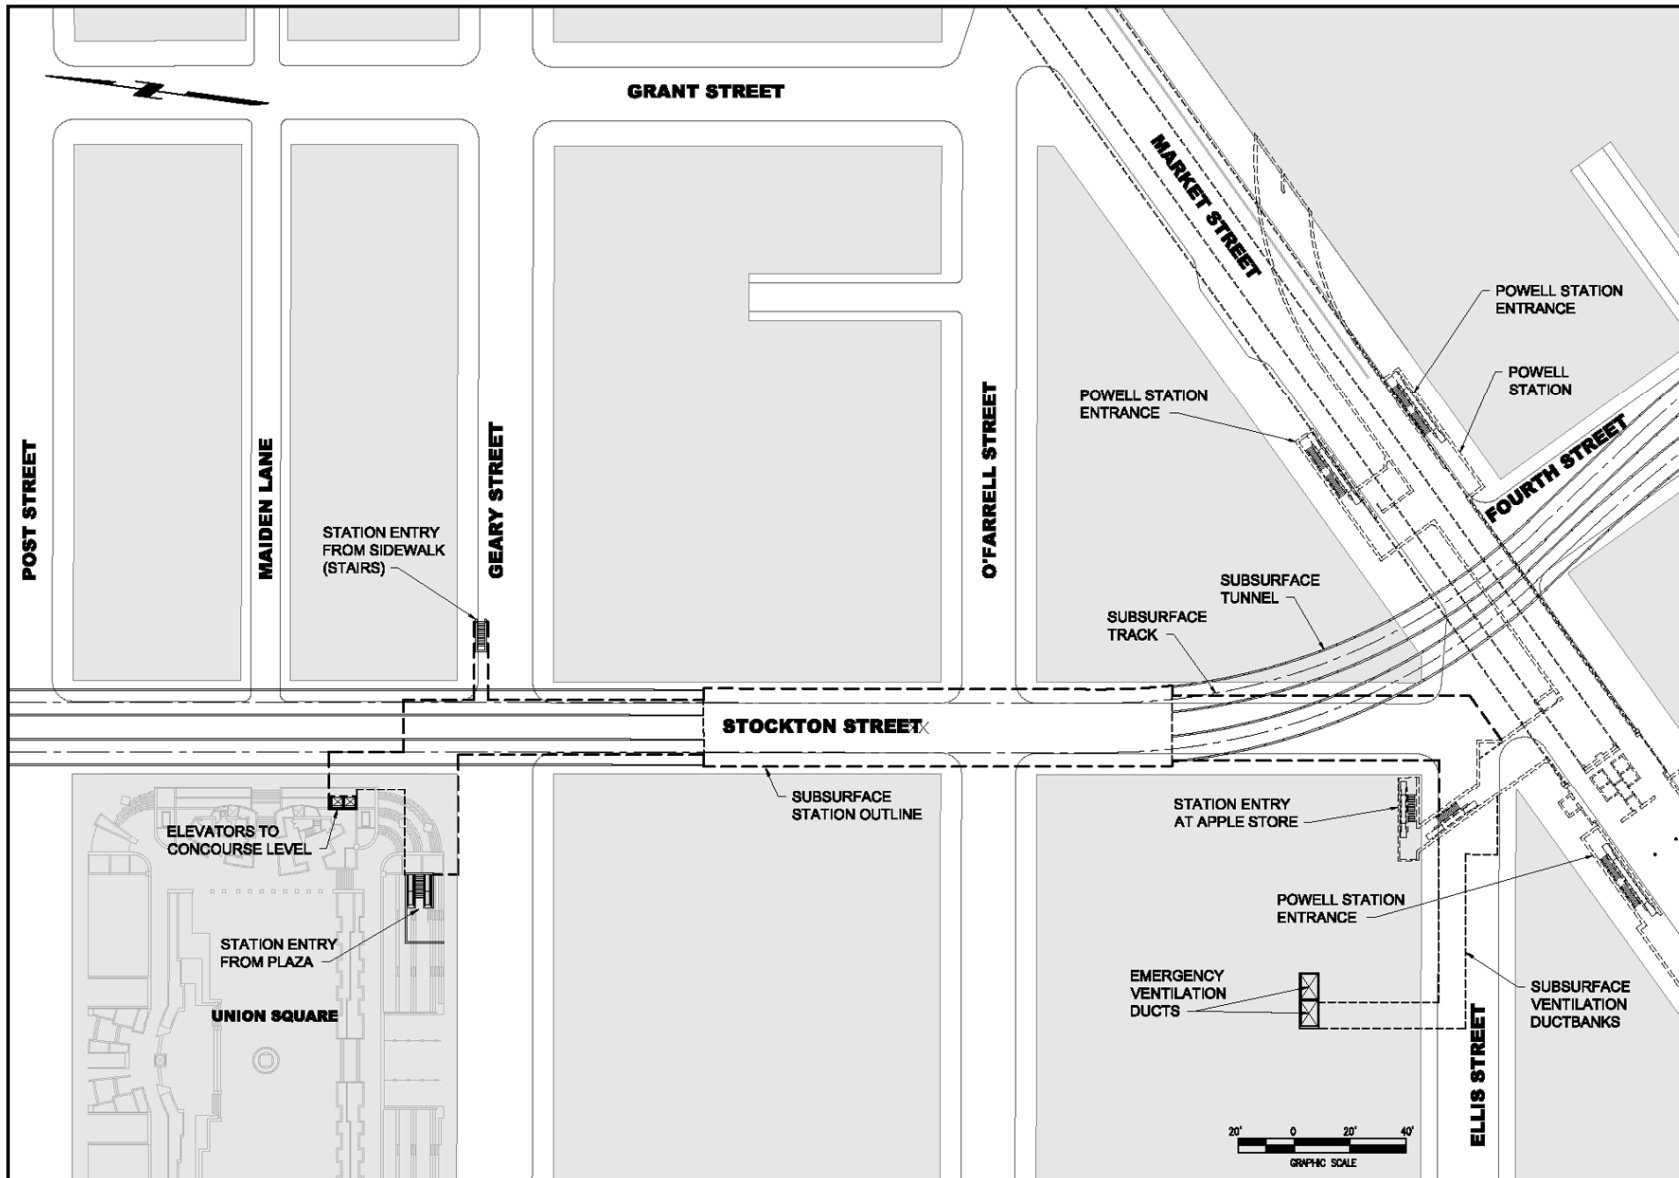 GRANT STREET
MARKET STREET
POWELL STATION
ENTRANCE
POWELL
STATION
POWELL STATION
ENTRANCE
FOURTH STREET
POST STREET
MAIDEN LANE
GEARY STREET
O'FARRELL STREET
STATION ENTRY
FROM SIDEWALK
(STAIRS)
SUBSURFACE
TUNNEL
SUBSURFACE
TRACK
STOCKTON STREET
X
SUBSURFACE
STATION OUTLINE
STATION ENTRY
AT APPLE STORE
ELEVATORS TO
CONCOURSE LEVEL
POWELL STATION
ENTRANCE
STATION ENTRY
FROM PLAZA
UNION SQUARE
EMERGENCY
VENTILATION
DUCTS
SUBSURFACE
VENTILATION
DUCTBANKS
ELLIS STREET
20' 0 20' 40'
GRAPHIC SCALE